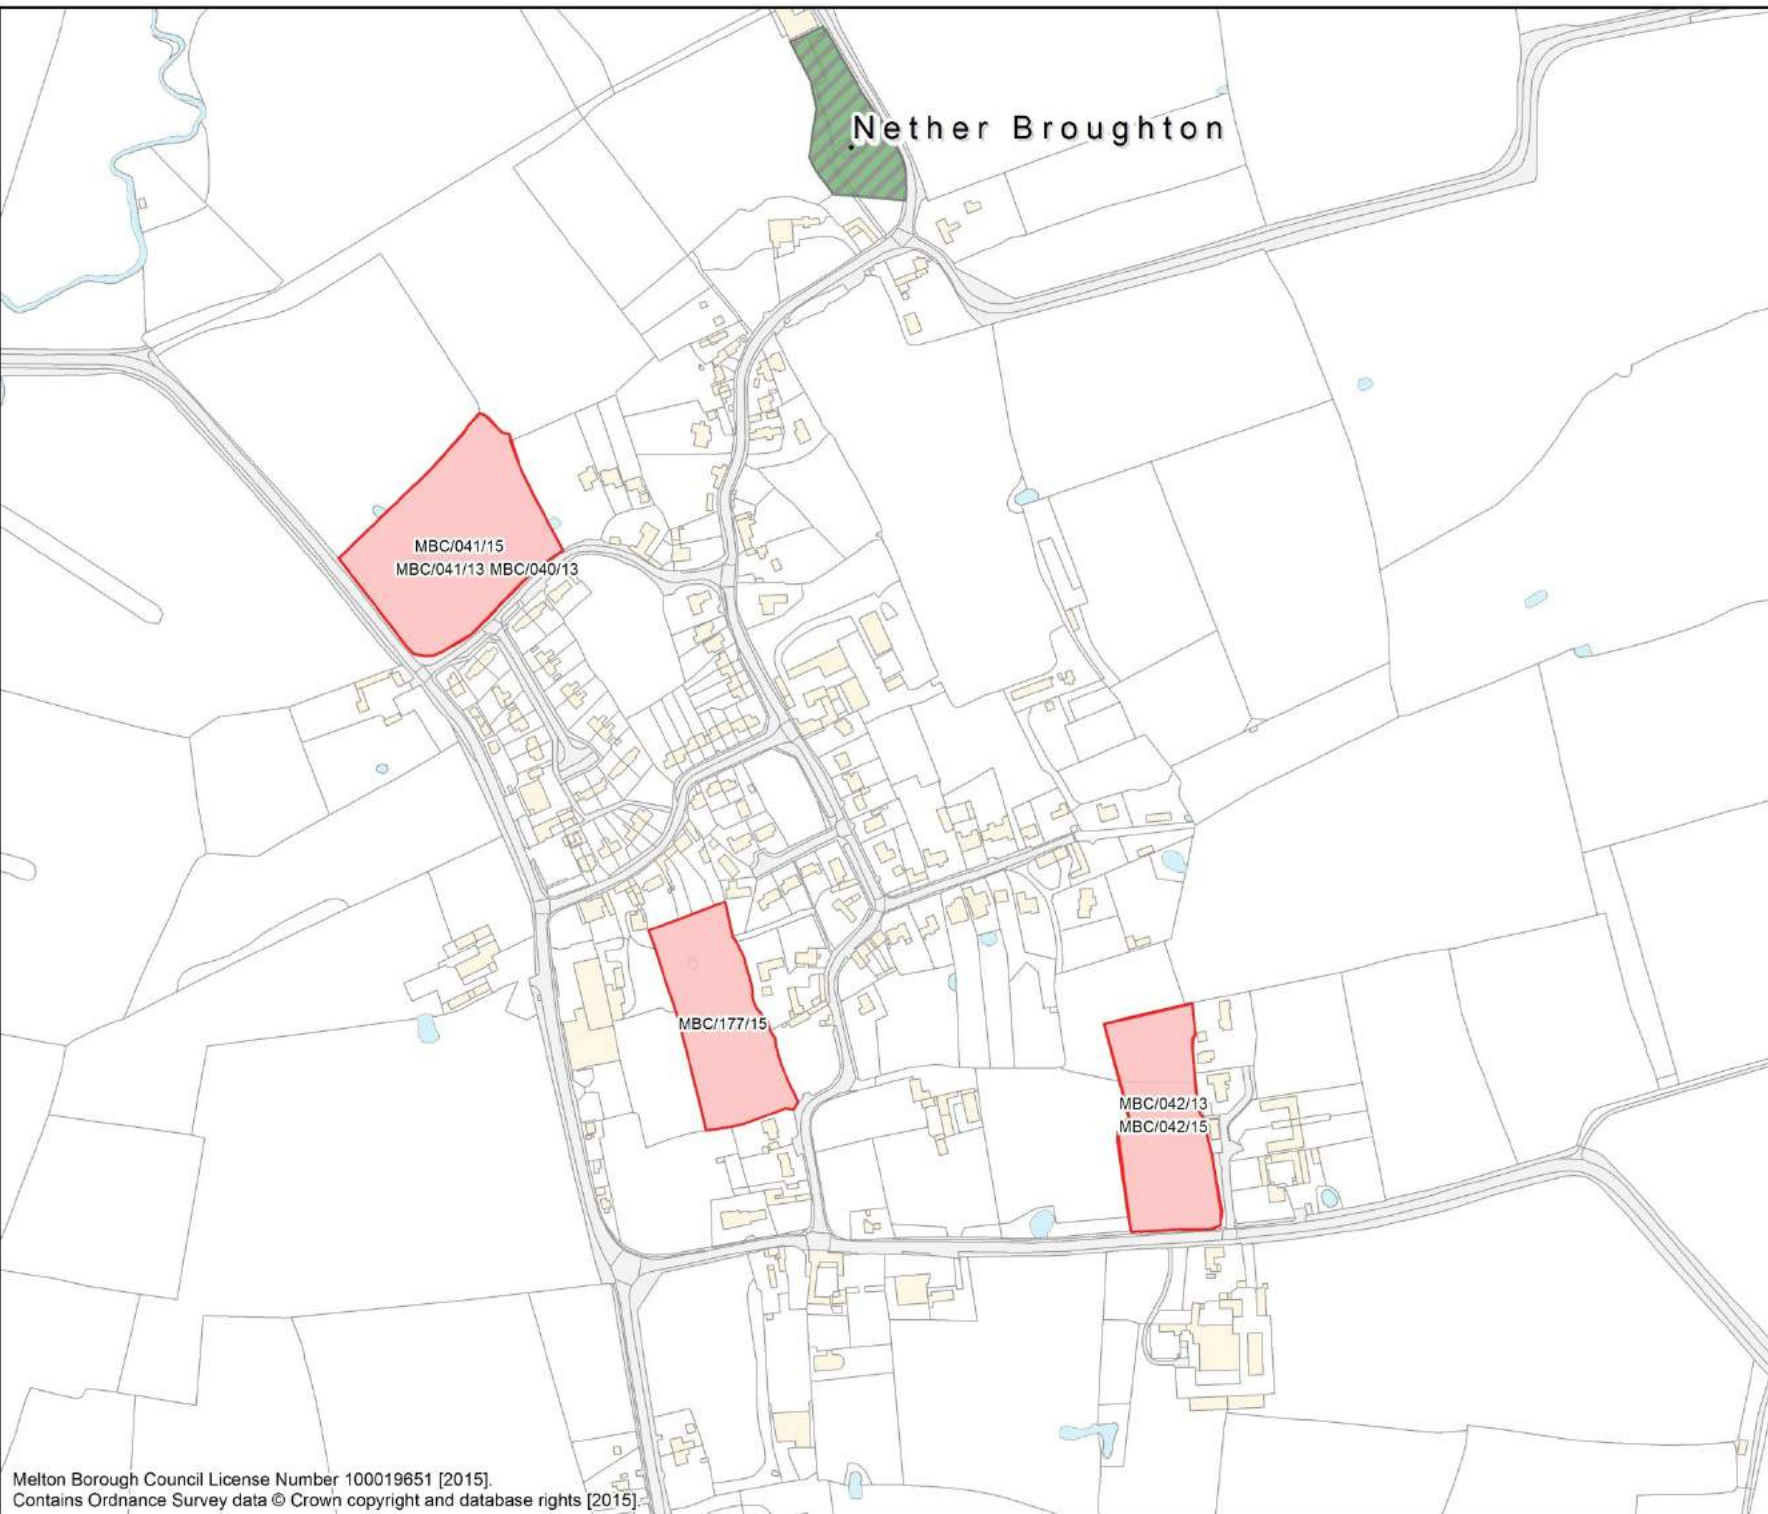 Nether Broughton
MBC/041/15
MBC/041/13 MBC/040/13
MBC/177/15
MBC/042/13
MBC/042/15
Melton Borough Council License Number 100019651 [2015].
Contains Ordnance Survey data © Crown copyright and database rights [2015].